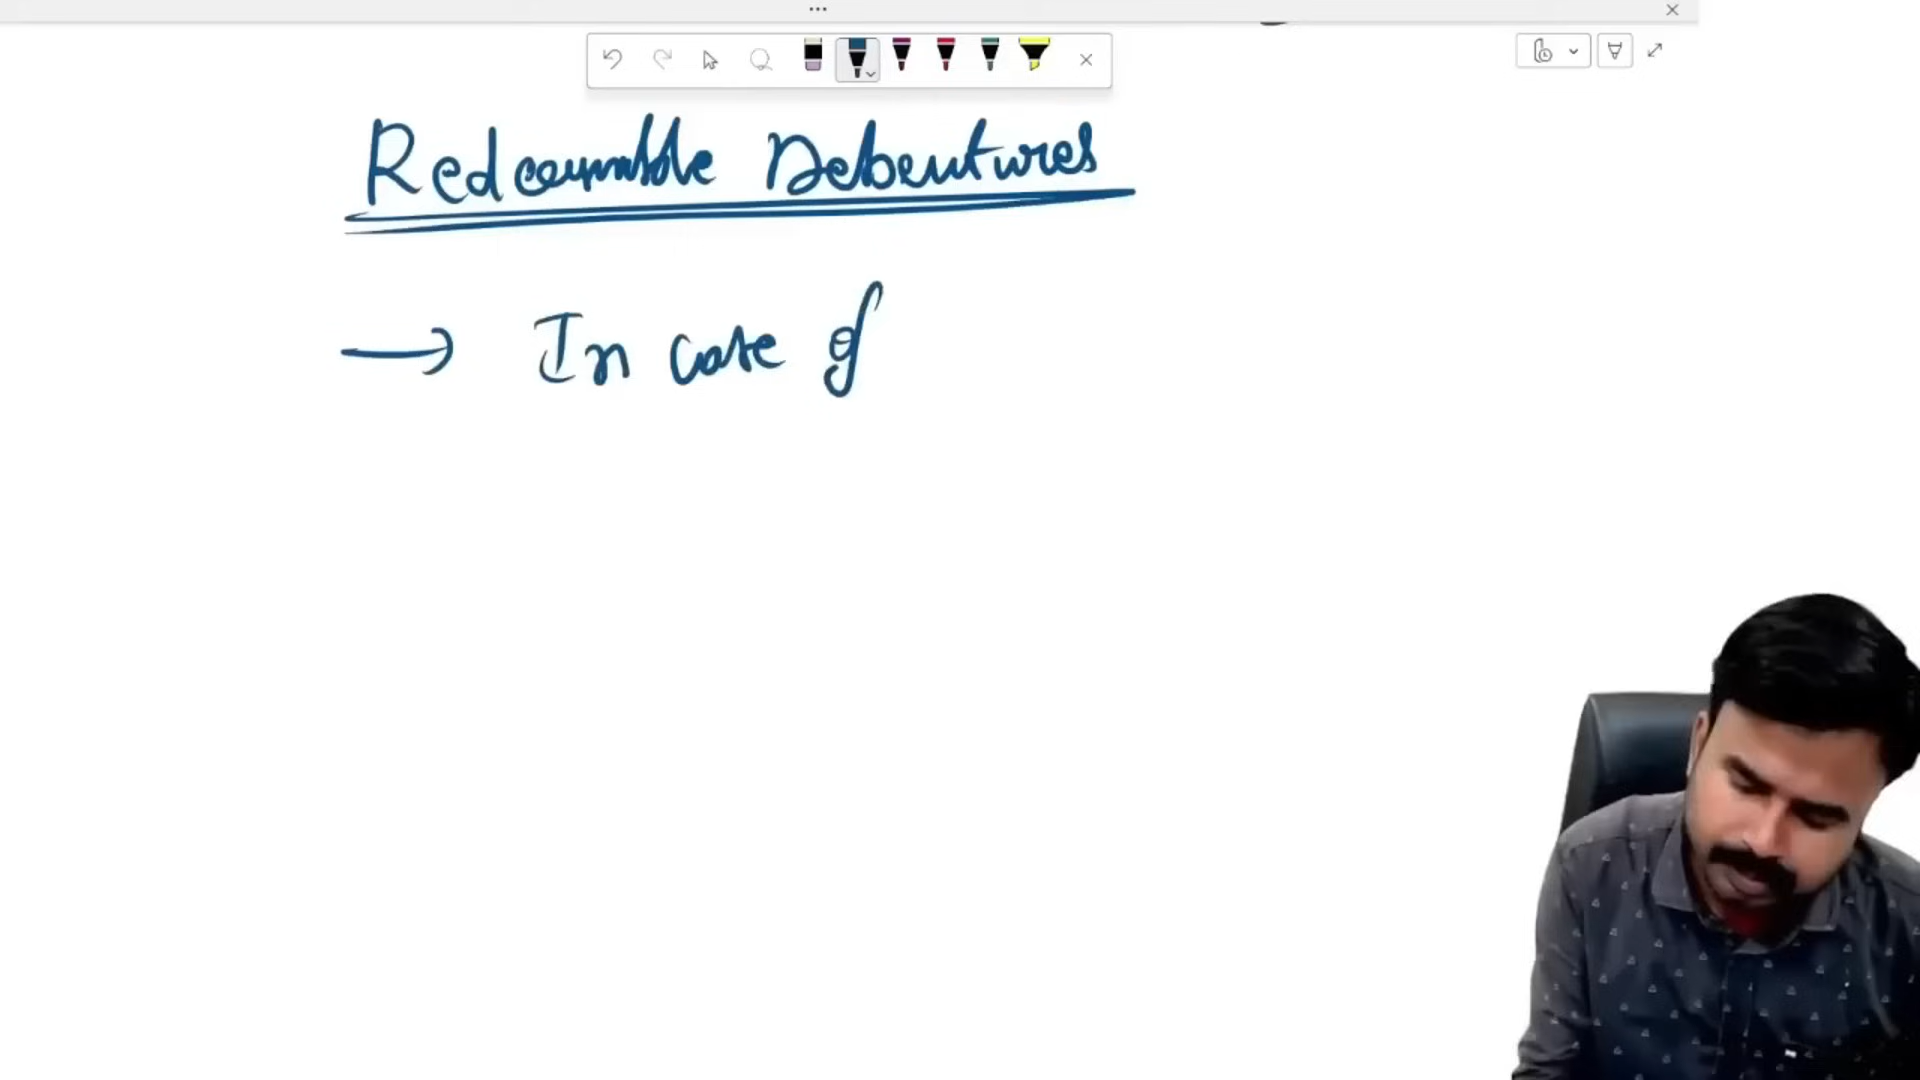 Redeemable Debentures
→ In case of